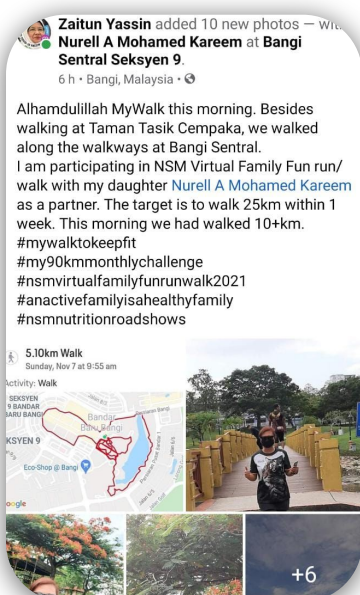 Zaitun Yassin added 10 new photos — with
Nurell A Mohamed Kareem at Bangi
Sentral Seksyen 9.
6 h • Bangi, Malaysia •
Alhamdulillah MyWalk this morning. Besides
walking at Taman Tasik Cempaka, we walked
along the walkways at Bangi Sentral.
I am participating in NSM Virtual Family Fun run/
walk with my daughter Nurell A Mohamed Kareem
as a partner. The target is to walk 25km within 1
week. This morning we had walked 10+km.
#mywalktokeepfit
#my90kmmonthlychallenge
#nsmvirtualfamilyfunrunwalk2021
#anactivefamilyisahealthyfamily
#nsmnutritionroadshows
5.10km Walk
Sunday, Nov 7 at 9:55 am
Activity: Walk
SEKSYEN
9 BANDAR
BARU BANGI
Bandar
Baru Bangi
KSYEN 9
Eco-Shop @ Bangi
oogle
+6